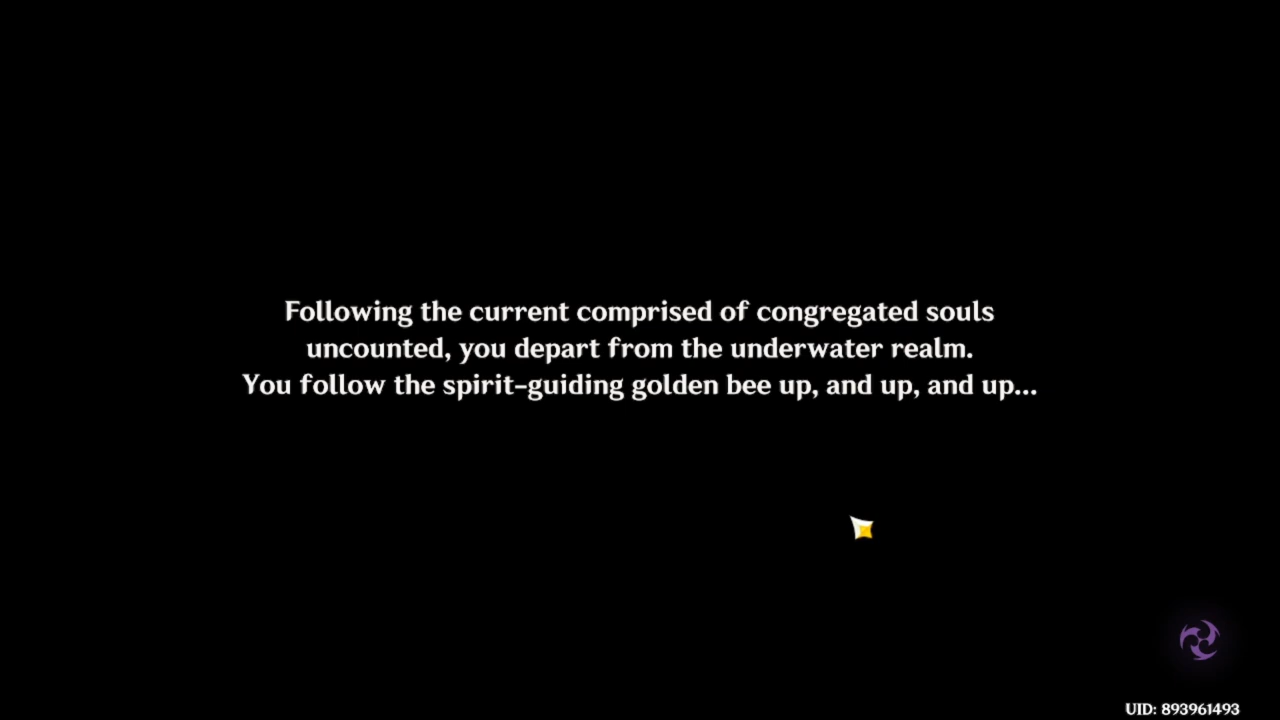 Following the current comprised of congregated souls
uncounted, you depart from the underwater realm.
You follow the spirit-guiding golden bee up, and up, and up...
UID: 893961493